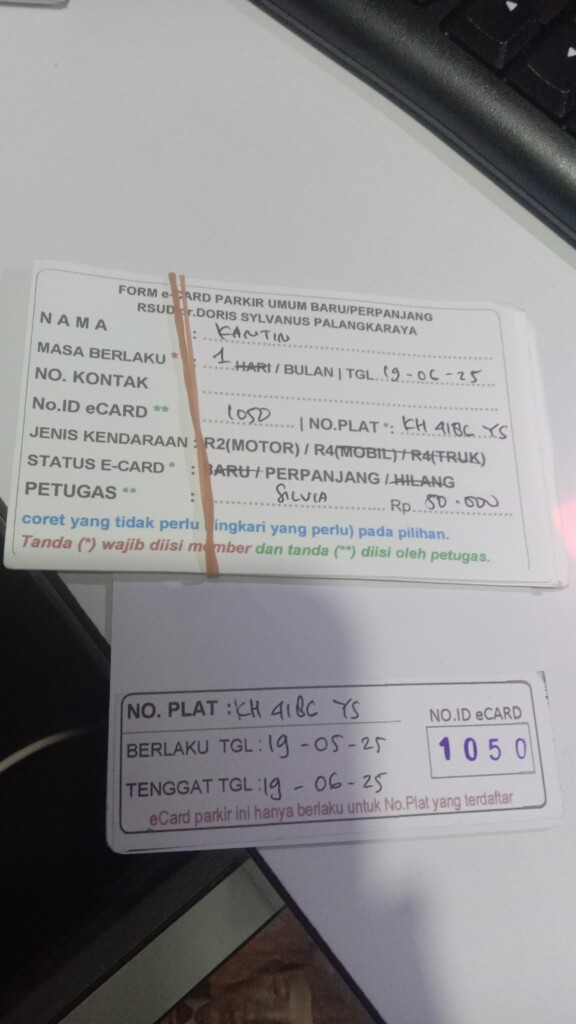 FORM e-CARD PARKIR UMUM BARU/PERPANJANG
RSUD dr.DORIS SYLVANUS PALANGKARAYA
NAMA : KANTIN
MASA BERLAKU * : 1 HARI / BULAN | TGL 19-06-25
NO. KONTAK
No.ID eCARD ** 1050 | NO.PLAT *: KH 41BC YS
JENIS KENDARAAN : R2(MOTOR) / R4(MOBIL) / R4(TRUK)
STATUS E-CARD * : BARU / PERPANJANG / HILANG
PETUGAS ** : SILVIA Rp. 50.000
coret yang tidak perlu (lingkari yang perlu) pada pilihan.
Tanda (*) wajib diisi member dan tanda (**) diisi oleh petugas.
NO. PLAT : KH 41BC YS
BERLAKU TGL : 19-05-25
TENGGAT TGL : 19-06-25
NO.ID eCARD
1050
eCard parkir ini hanya berlaku untuk No.Plat yang terdaftar